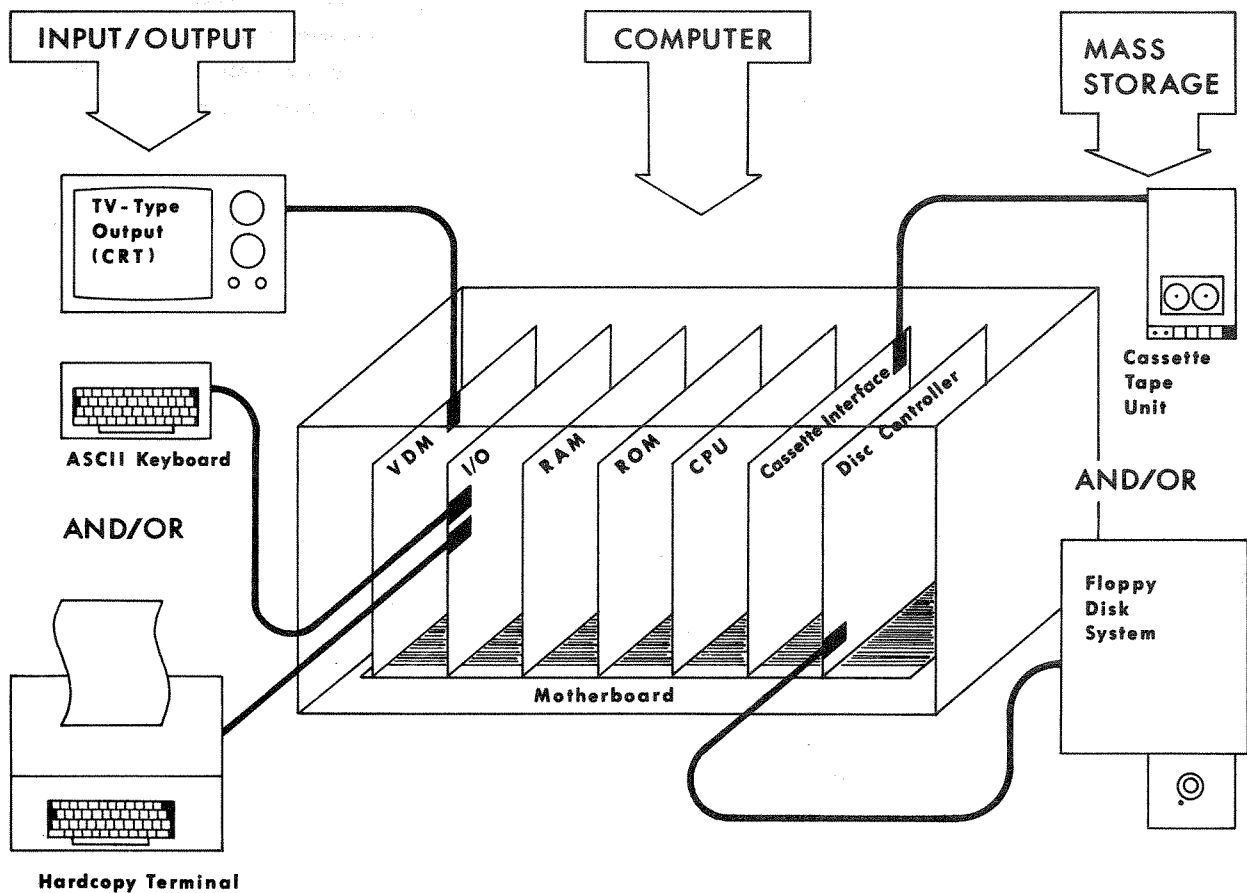 INPUT/OUTPUT
COMPUTER
MASS
STORAGE
TV-Type
Output
(CRT)
Cassette
Tape
Unit
ASCII Keyboard
VDM
I/O
RAM
ROM
CPU
Cassette Interface
Disc Controller
AND/OR
AND/OR
Floppy
Disk
System
Motherboard
Hardcopy Terminal